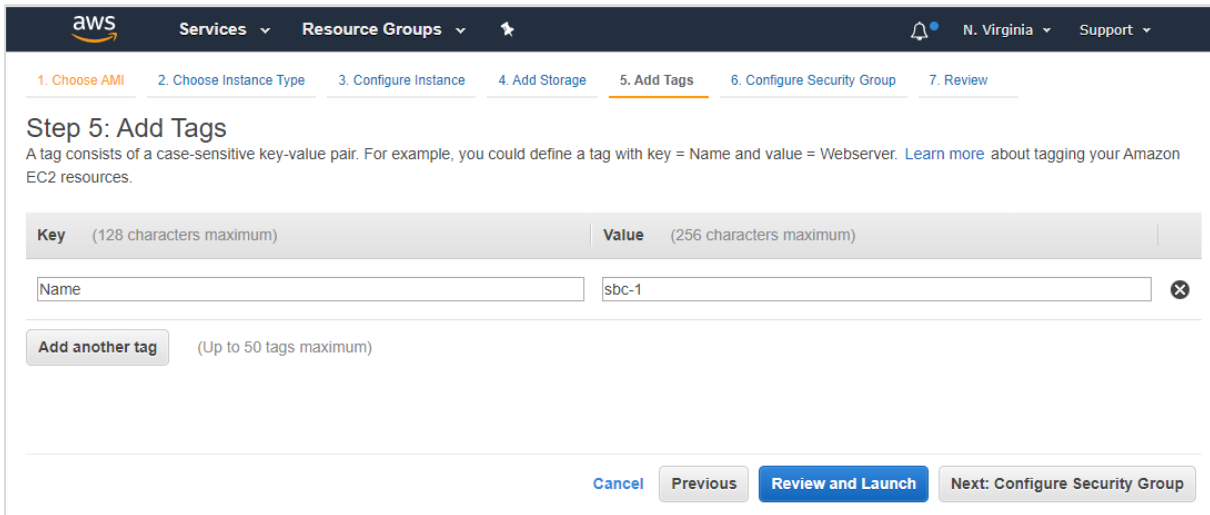 aws Services Resource Groups N. Virginia Support
1. Choose AMI 2. Choose Instance Type 3. Configure Instance 4. Add Storage 5. Add Tags 6. Configure Security Group 7. Review
Step 5: Add Tags
A tag consists of a case-sensitive key-value pair. For example, you could define a tag with key = Name and value = Webserver. Learn more about tagging your Amazon
EC2 resources.
Key (128 characters maximum) Value (256 characters maximum)
Name sbc-1
Add another tag (Up to 50 tags maximum)
Cancel Previous Review and Launch Next: Configure Security Group